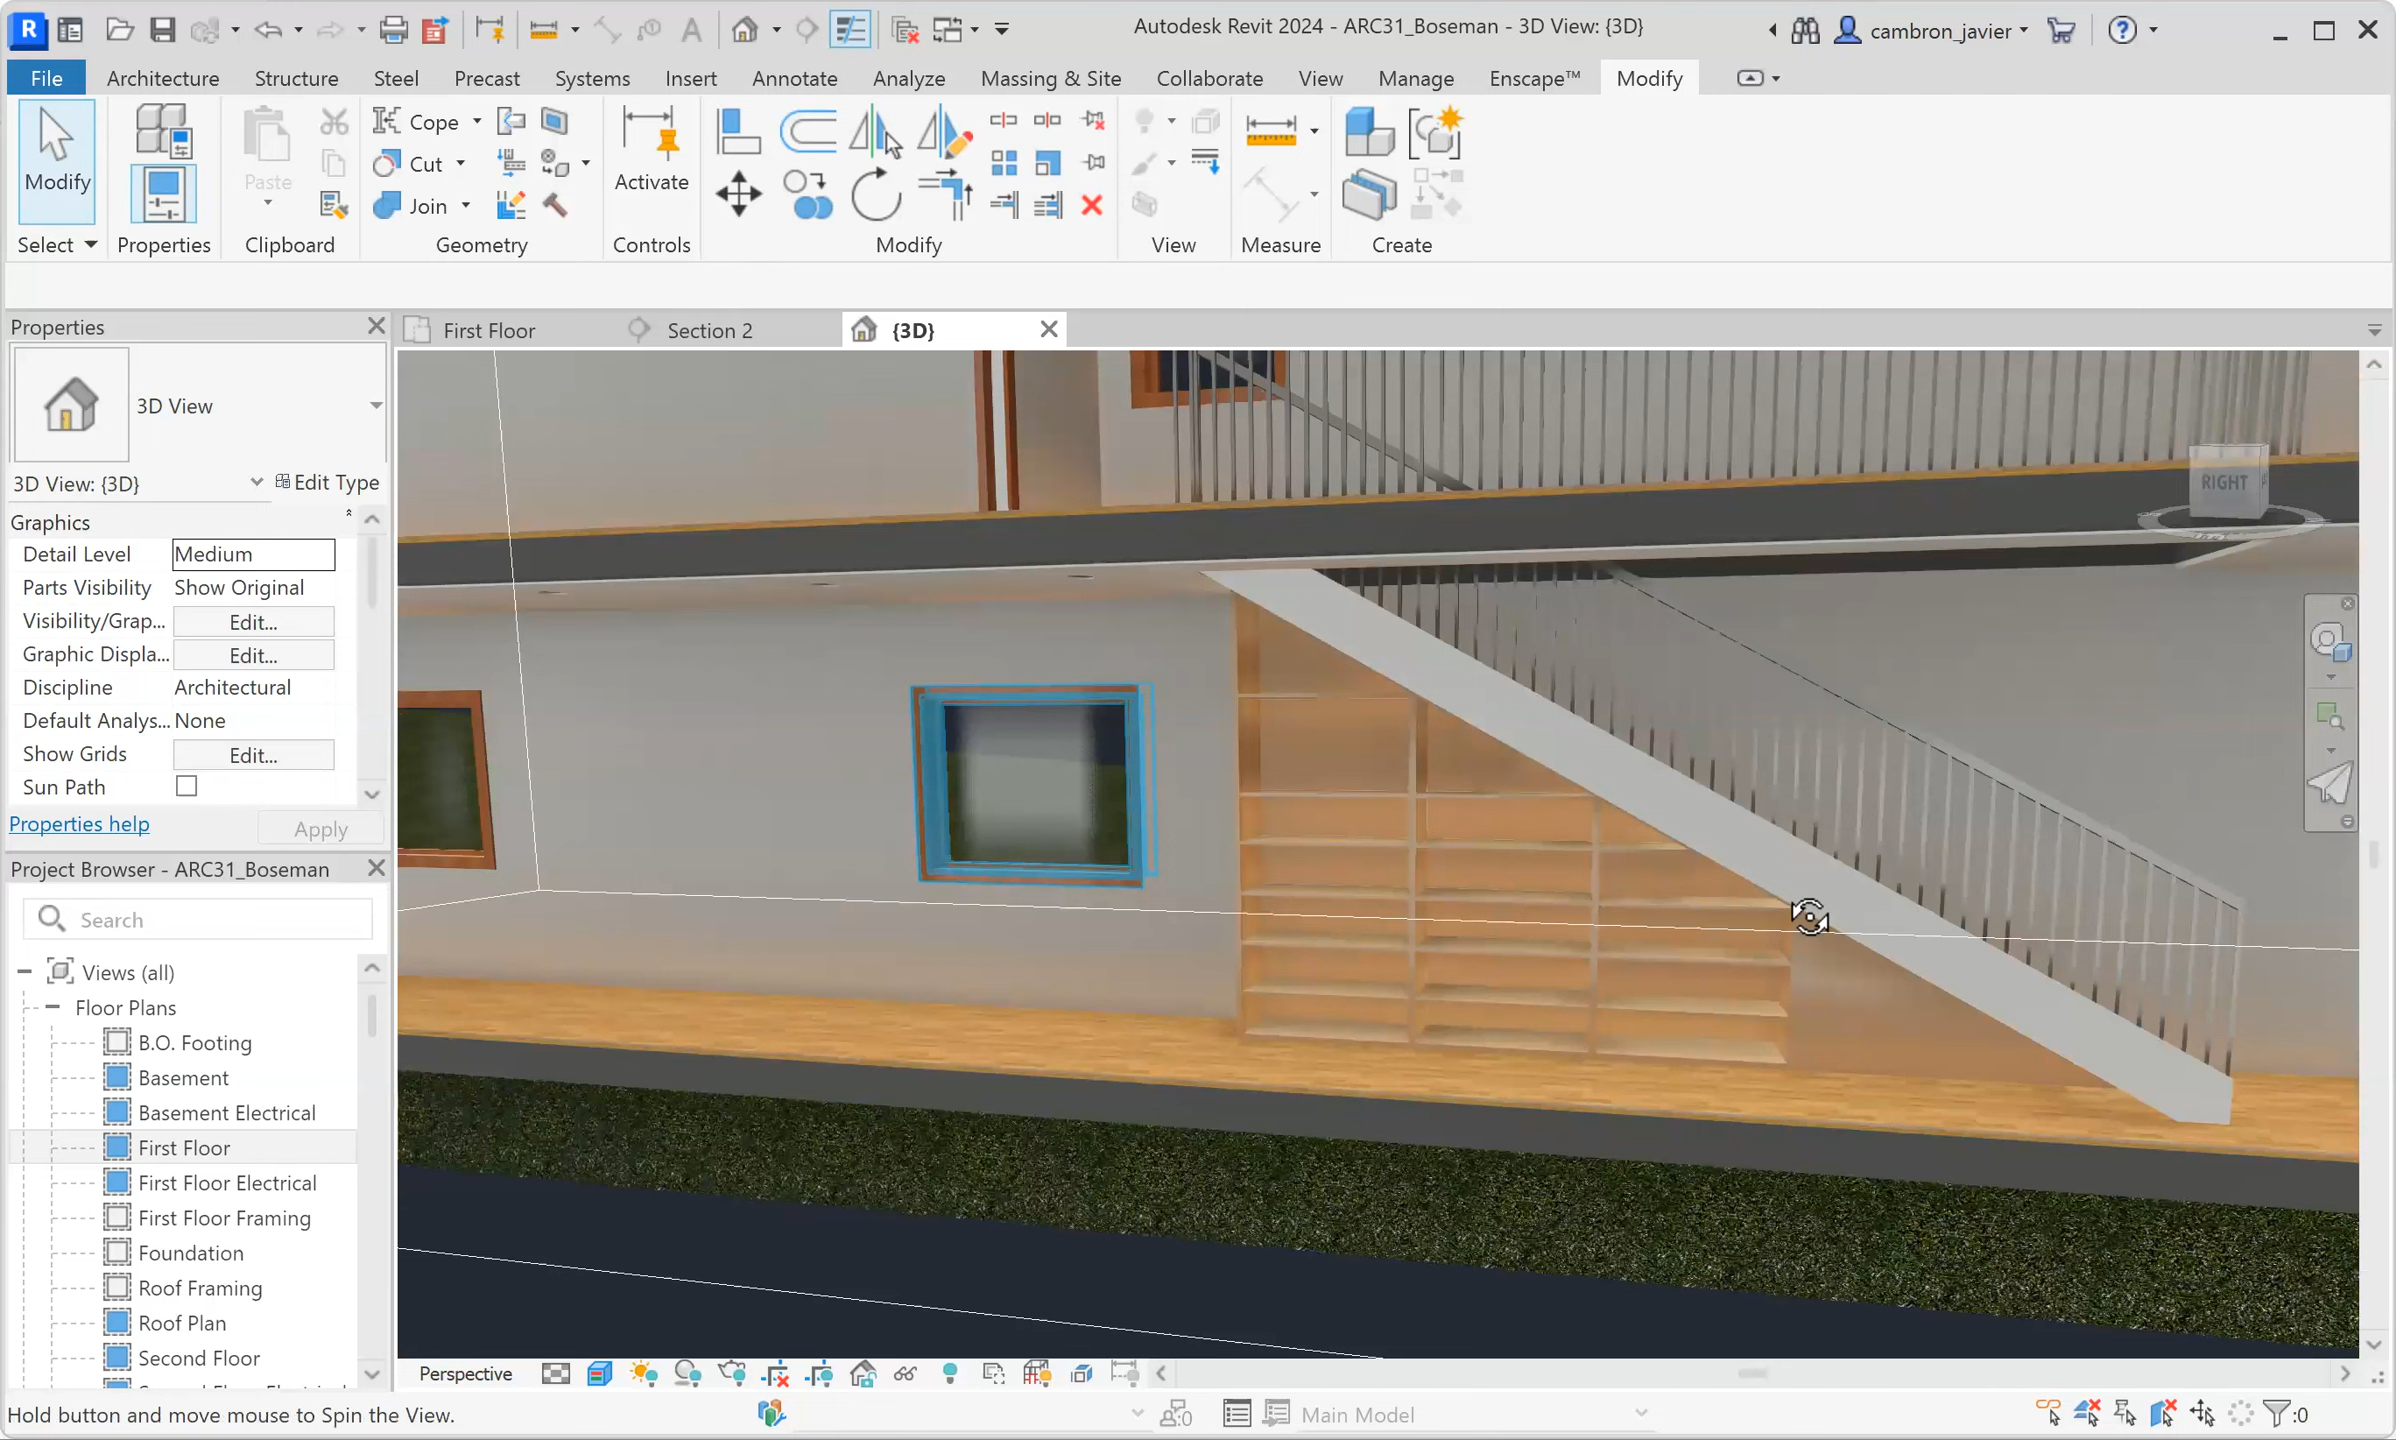 R
Autodesk Revit 2024 - ARC31_Boseman - 3D View: {3D}
cambron_javier
File Architecture Structure Steel Precast Systems Insert Annotate Analyze Massing & Site Collaborate View Manage Enscape™ Modify
Modify
Paste
Cope
Cut
Join
Activate
Select Properties Clipboard Geometry Controls Modify View Measure Create
Properties
3D View
3D View: {3D} Edit Type
Graphics
Detail Level Medium
Parts Visibility Show Original
Visibility/Grap... Edit...
Graphic Displa... Edit...
Discipline Architectural
Default Analys... None
Show Grids Edit...
Sun Path
Properties help Apply
Project Browser - ARC31_Boseman
Search
Views (all)
Floor Plans
B.O. Footing
Basement
Basement Electrical
First Floor
First Floor Electrical
First Floor Framing
Foundation
Roof Framing
Roof Plan
Second Floor
First Floor Section 2 {3D}
RIGHT
Perspective
Hold button and move mouse to Spin the View.
:0
Main Model
:0